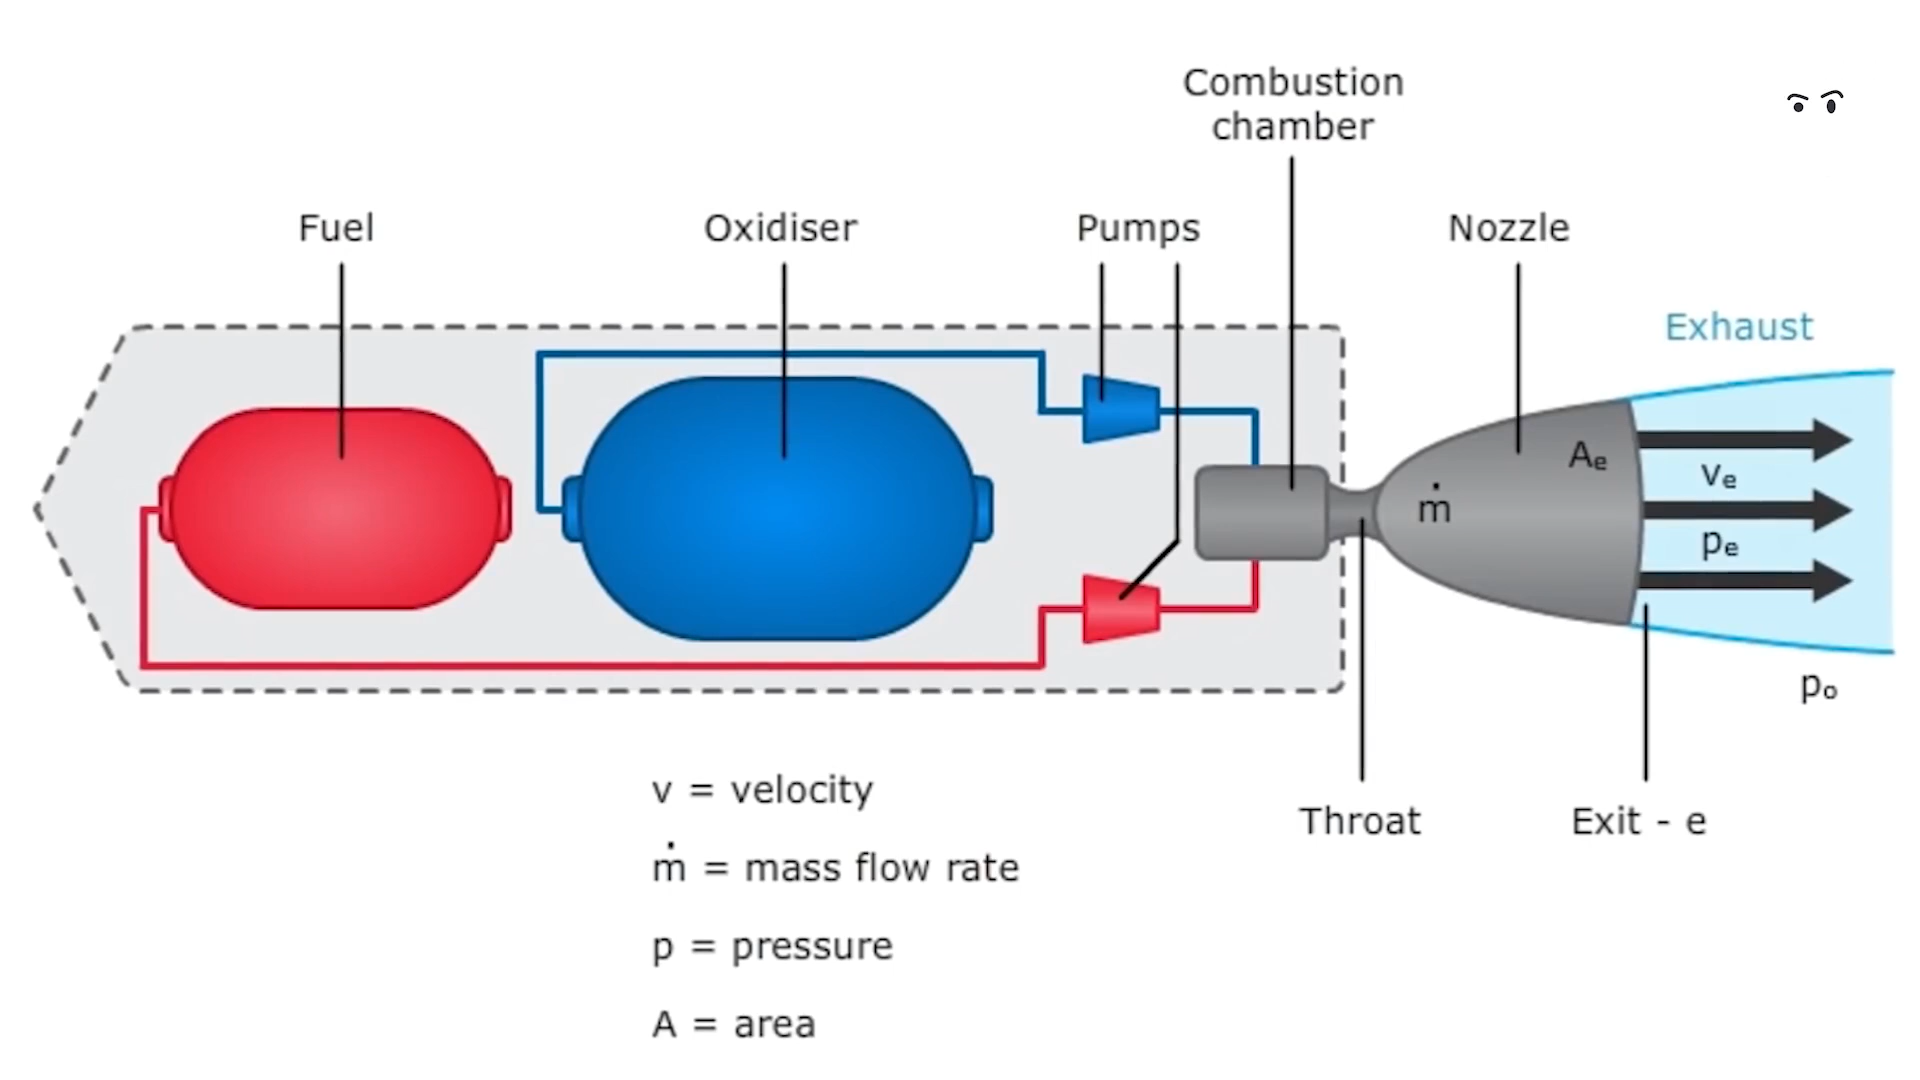 Combustion
chamber
Fuel
Oxidiser
Pumps
Nozzle
Exhaust
Aₑ
vₑ
ṁ
pₑ
pₒ
Throat
Exit - e
v = velocity
ṁ = mass flow rate
p = pressure
A = area